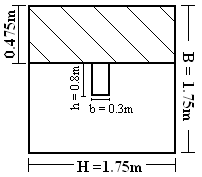 0.475m
h = 0.8m
b = 0.3m
B = 1.75m
H =1.75m